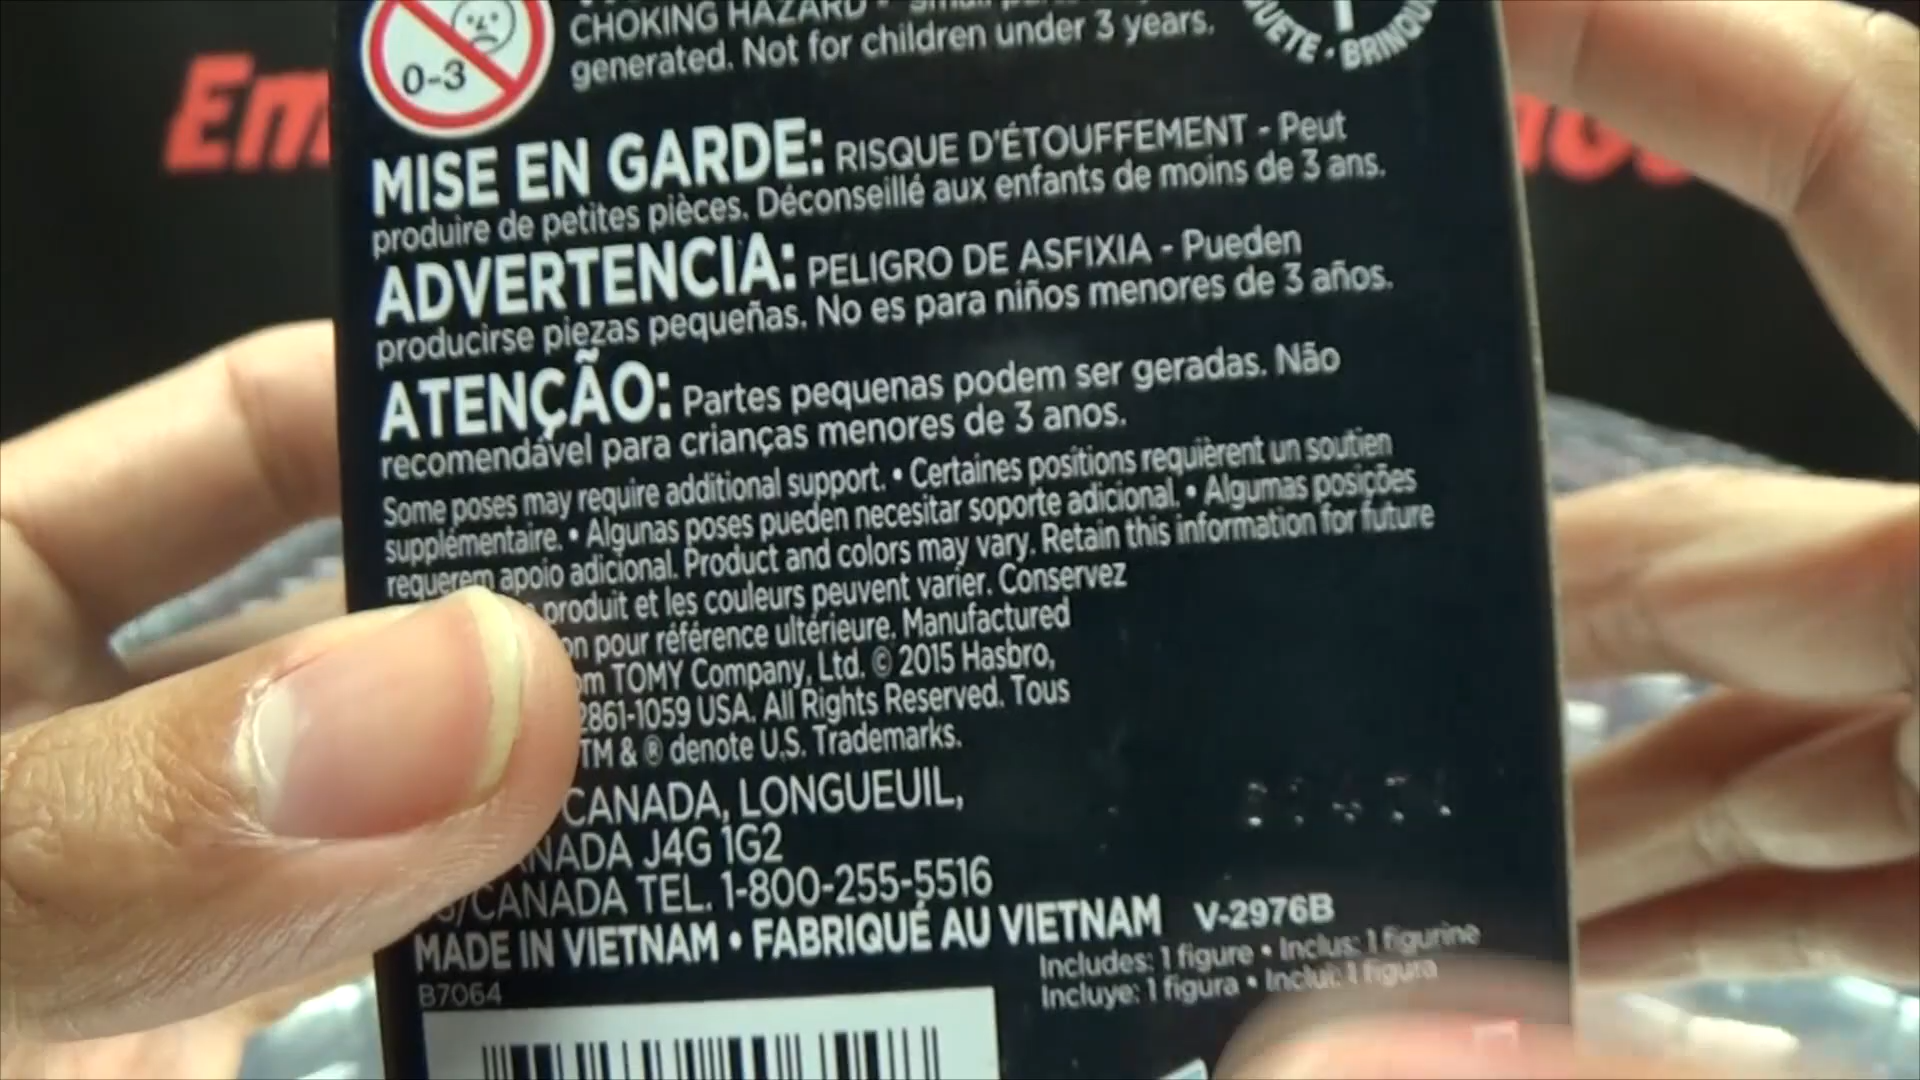 Em
CHOKING HAZARD - Small parts
generated. Not for children under 3 years.
0-3
UETE • BRINQU
MISE EN GARDE: RISQUE D'ÉTOUFFEMENT - Peut
produire de petites pièces. Déconseillé aux enfants de moins de 3 ans.
ADVERTENCIA: PELIGRO DE ASFIXIA - Pueden
producirse piezas pequeñas. No es para niños menores de 3 años.
ATENÇÃO: Partes pequenas podem ser geradas. Não
recomendável para crianças menores de 3 anos.
Some poses may require additional support. • Certaines positions requièrent un soutien
supplémentaire. • Algunas poses pueden necesitar soporte adicional. • Algumas posições
requerem apoio adicional. Product and colors may vary. Retain this information for future
produit et les couleurs peuvent varier. Conservez
on pour référence ultérieure. Manufactured
om TOMY Company, Ltd. © 2015 Hasbro,
2861-1059 USA. All Rights Reserved. Tous
TM & ® denote U.S. Trademarks.
CANADA, LONGUEUIL,
NADA J4G 1G2
/CANADA TEL. 1-800-255-5516
MADE IN VIETNAM • FABRIQUÉ AU VIETNAM V-2976B
B7064
Includes: 1 figure • Inclus: 1 figurine
Incluye: 1 figura • Inclui: 1 figura